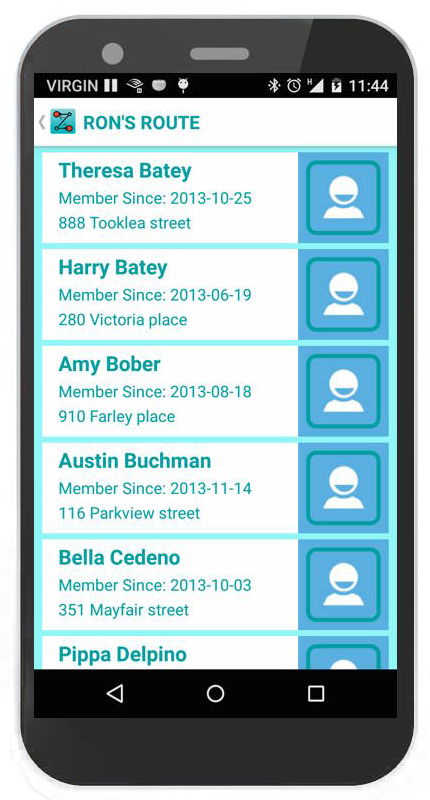 VIRGIN H 11:44
RON'S ROUTE
Theresa Batey
Member Since: 2013-10-25
888 Tooklea street
Harry Batey
Member Since: 2013-06-19
280 Victoria place
Amy Bober
Member Since: 2013-08-18
910 Farley place
Austin Buchman
Member Since: 2013-11-14
116 Parkview street
Bella Cedeno
Member Since: 2013-10-03
351 Mayfair street
Pippa Delpino